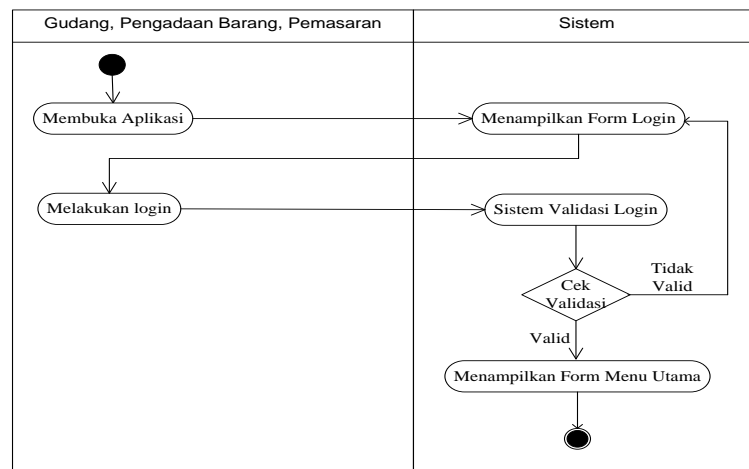 Gudang, Pengadaan Barang, Pemasaran
Sistem
Membuka Aplikasi
Menampilkan Form Login
Melakukan login
Sistem Validasi Login
Cek
Validasi
Tidak
Valid
Valid
Menampilkan Form Menu Utama